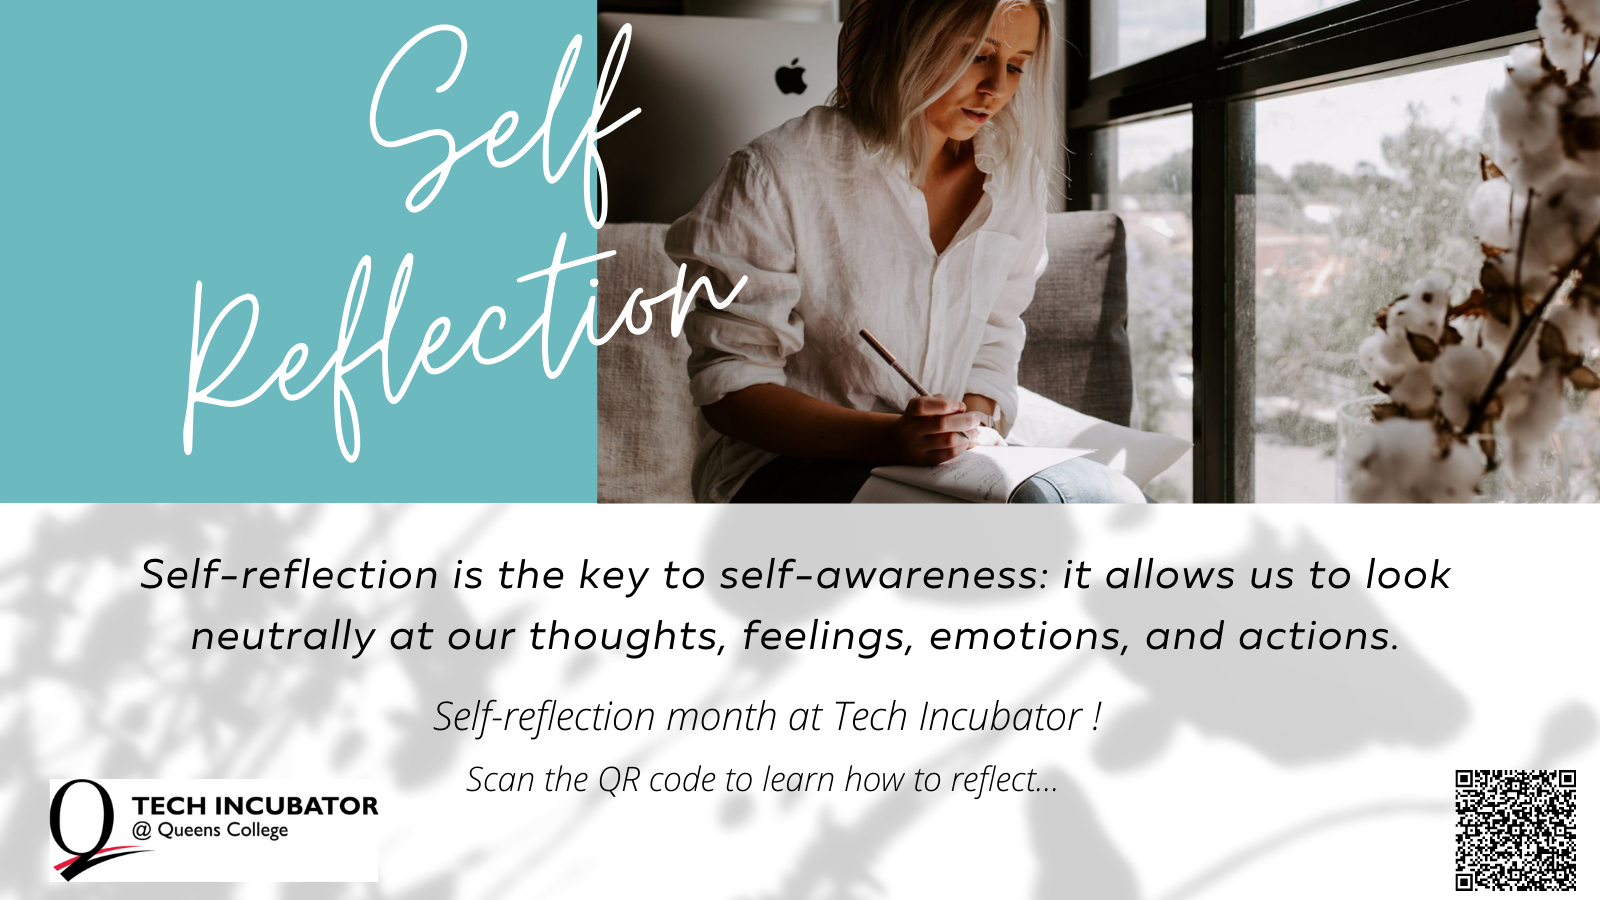 Self
Reflection
Self-reflection is the key to self-awareness: it allows us to look
neutrally at our thoughts, feelings, emotions, and actions.
Self-reflection month at Tech Incubator !
Scan the QR code to learn how to reflect...
TECH INCUBATOR
@ Queens College